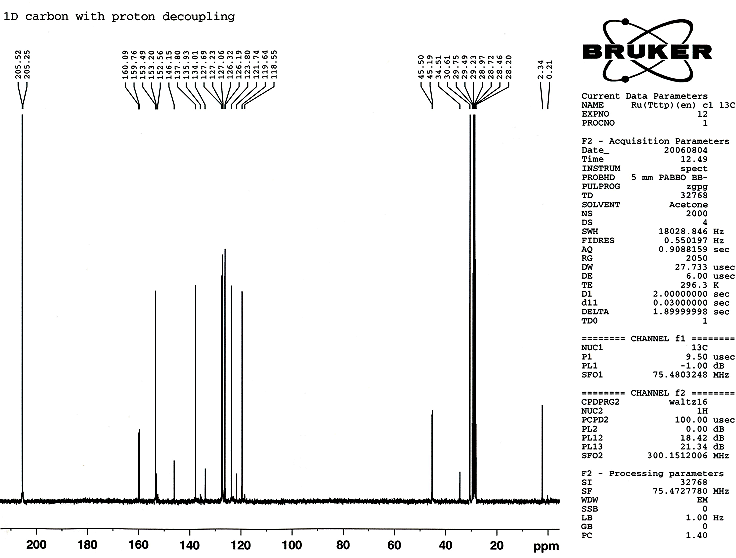 1D carbon with proton decoupling
205.52
205.25
160.09
159.76
153.49
153.20
152.56
146.15
137.80
135.93
134.01
127.69
127.23
127.06
126.32
126.19
123.80
121.74
119.64
118.55
45.50
45.19
34.51
30.61
29.75
29.49
29.23
28.97
28.72
28.46
28.20
2.34
0.21
BRUKER
Current Data Parameters
NAME Ru(Tttp)(en) cl 13C
EXPNO 12
PROCNO 1
F2 - Acquisition Parameters
Date_ 20060804
Time 12.49
INSTRUM spect
PROBHD 5 mm PABBO BB-
PULPROG zgpg
TD 32768
SOLVENT Acetone
NS 2000
DS 4
SWH 18028.846 Hz
FIDRES 0.550197 Hz
AQ 0.9088159 sec
RG 2050
DW 27.733 usec
DE 6.00 usec
TE 296.3 K
D1 2.00000000 sec
d11 0.03000000 sec
DELTA 1.89999998 sec
TD0 1
======== CHANNEL f1 ========
NUC1 13C
P1 9.50 usec
PL1 -1.00 dB
SFO1 75.4803248 MHz
======== CHANNEL f2 ========
CPDPRG2 waltz16
NUC2 1H
PCPD2 100.00 usec
PL2 0.00 dB
PL12 18.42 dB
PL13 21.34 dB
SFO2 300.1512006 MHz
F2 - Processing parameters
SI 32768
SF 75.4727780 MHz
WDW EM
SSB 0
LB 1.00 Hz
GB 0
PC 1.40
200 180 160 140 120 100 80 60 40 20 ppm